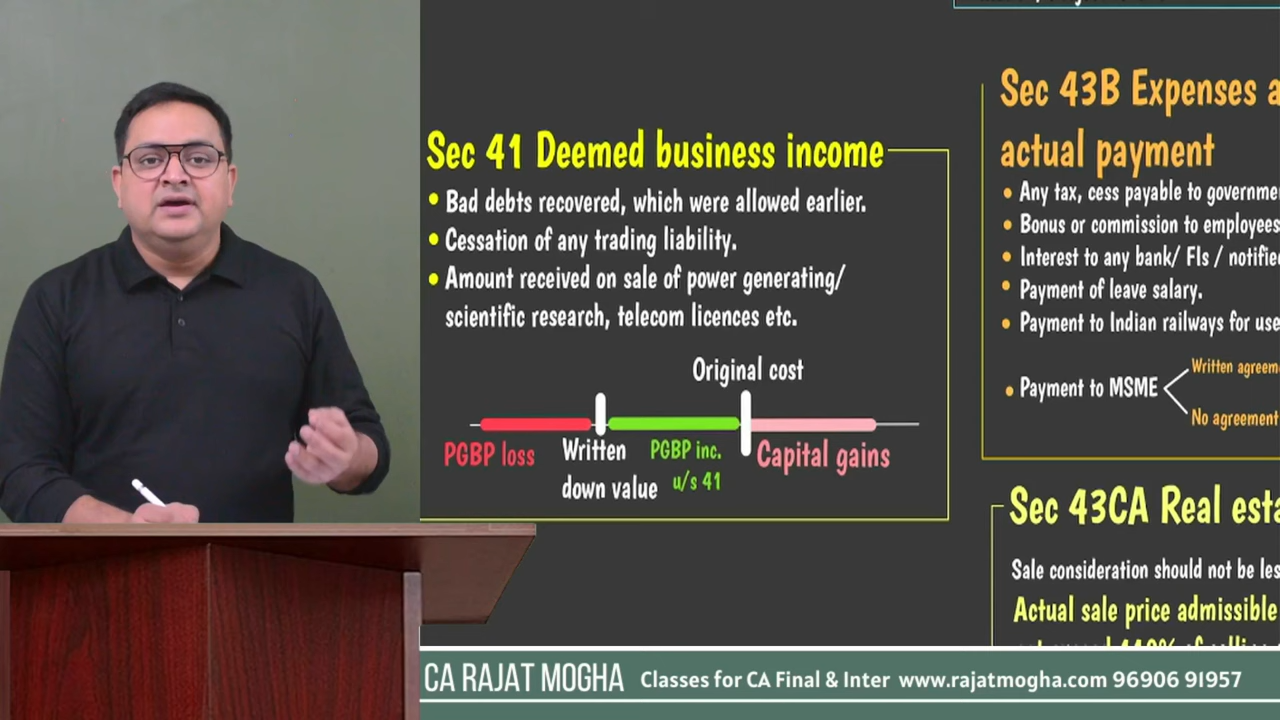 Sec 41 Deemed business income
• Bad debts recovered, which were allowed earlier.
• Cessation of any trading liability.
• Amount received on sale of power generating/
scientific research, telecom licences etc.
Original cost
PGBP loss
Written
down value
PGBP inc.
u/s 41
Capital gains
Sec 43B Expenses a
actual payment
• Any tax, cess payable to governme
• Bonus or commission to employees
• Interest to any bank/ FIs / notifie
• Payment of leave salary.
• Payment to Indian railways for use
• Payment to MSME
Written agreem
No agreement
Sec 43CA Real esta
Sale consideration should not be les
Actual sale price admissible
CA RAJAT MOGHA Classes for CA Final & Inter www.rajatmogha.com 96906 91957